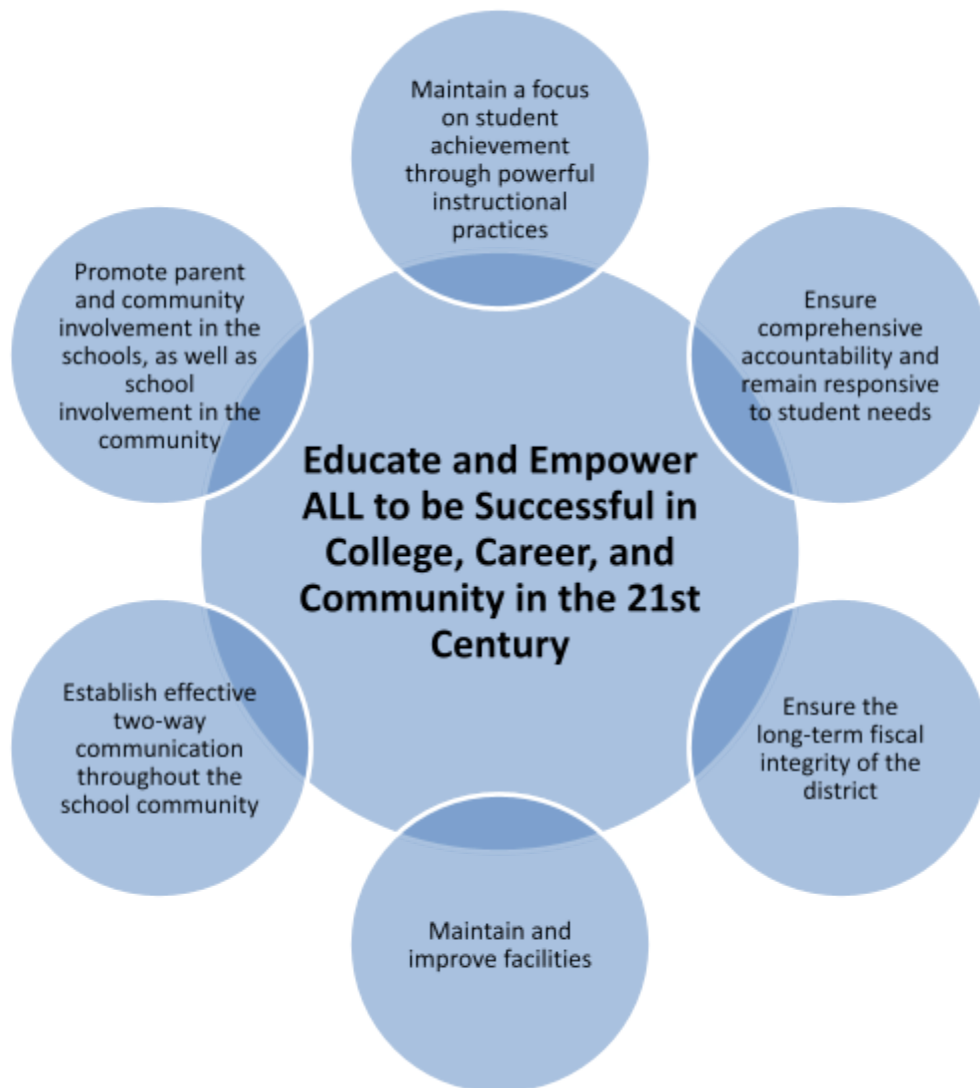 Maintain a focus
on student
achievement
through powerful
instructional
practices
Promote parent
and community
involvement in the
schools, as well as
school
involvement in the
community
Ensure
comprehensive
accountability and
remain responsive
to student needs
Educate and Empower
ALL to be Successful in
College, Career, and
Community in the 21st
Century
Establish effective
two-way
communication
throughout the
school community
Ensure the
long-term fiscal
integrity of the
district
Maintain and
improve facilities